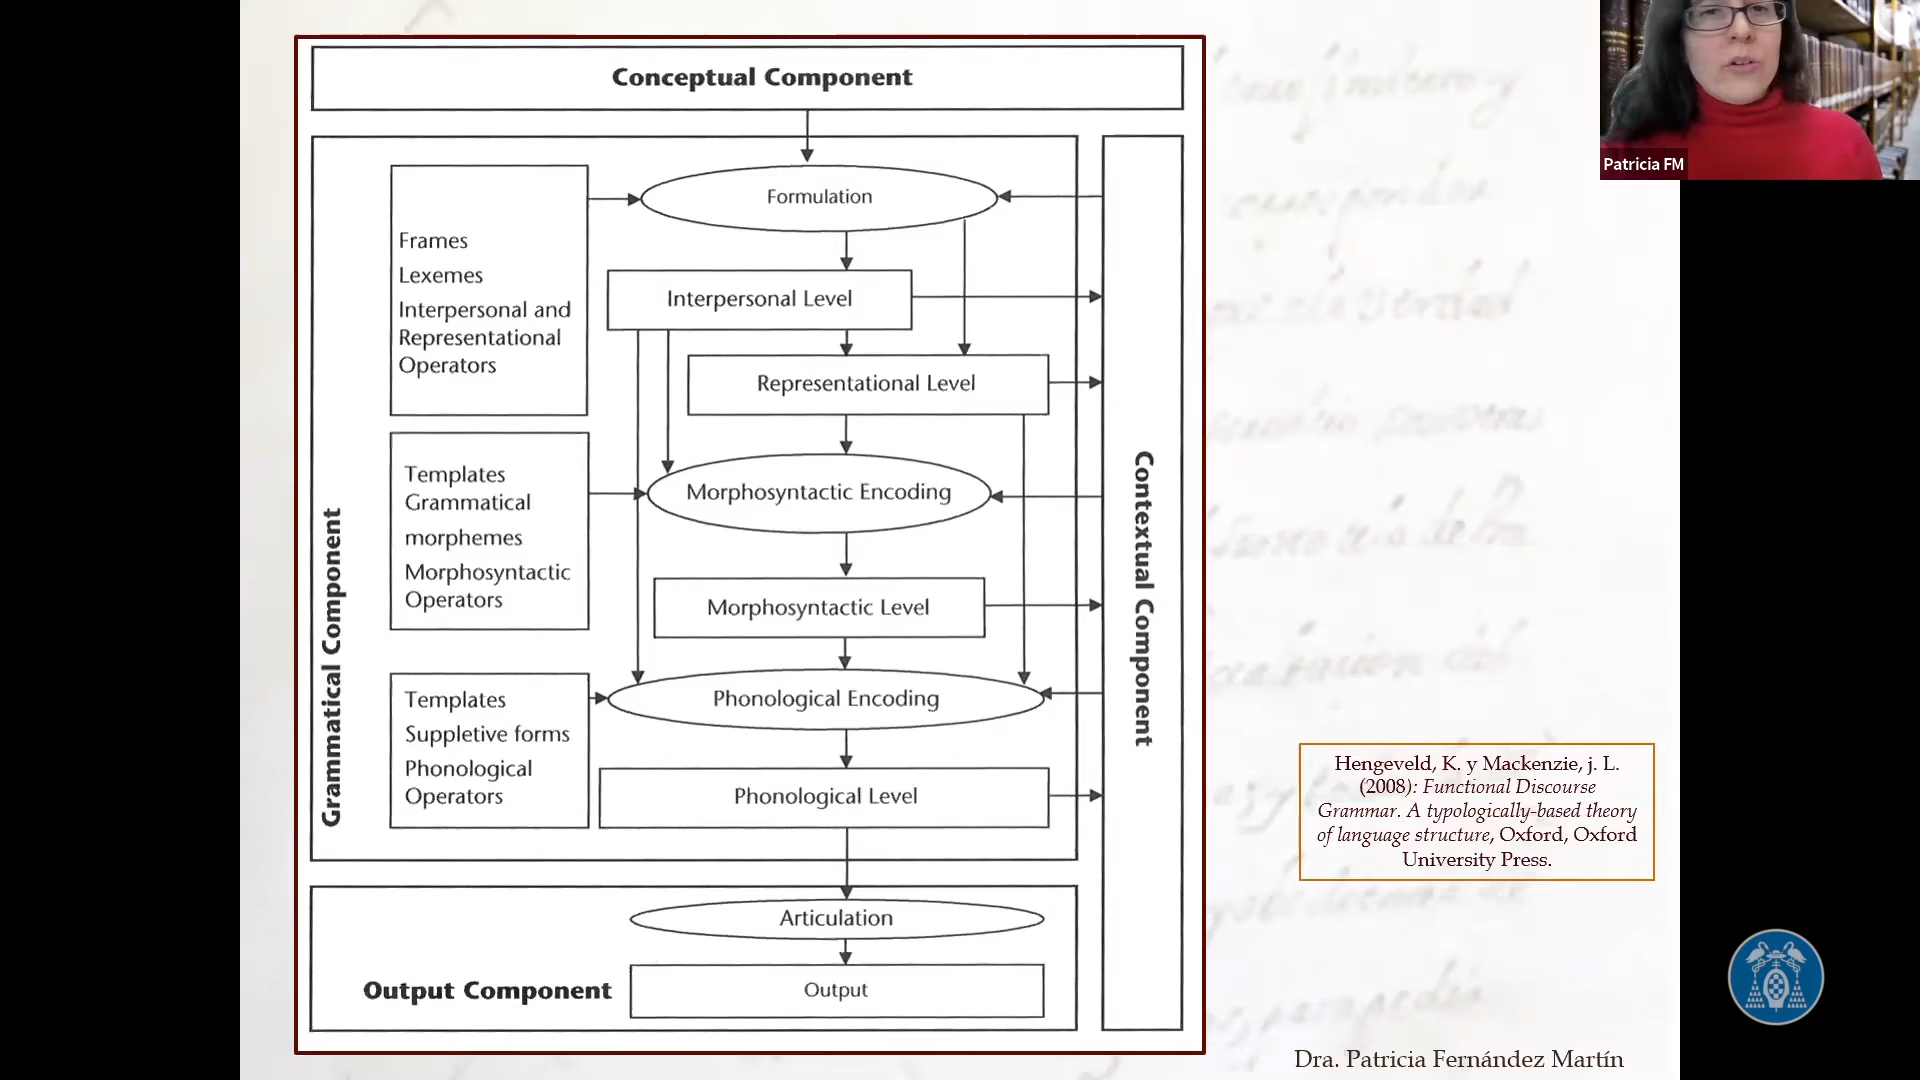 Conceptual Component
Formulation
Frames
Lexemes
Interpersonal and
Representational
Operators
Interpersonal Level
Representational Level
Templates
Grammatical
morphemes
Morphosyntactic
Operators
Morphosyntactic Encoding
Morphosyntactic Level
Templates
Suppletive forms
Phonological
Operators
Phonological Encoding
Phonological Level
Grammatical Component
Contextual Component
Articulation
Output Component
Output
Patricia FM
Hengeveld, K. y Mackenzie, j. L.
(2008): Functional Discourse
Grammar. A typologically-based theory
of language structure, Oxford, Oxford
University Press.
Dra. Patricia Fernández Martín